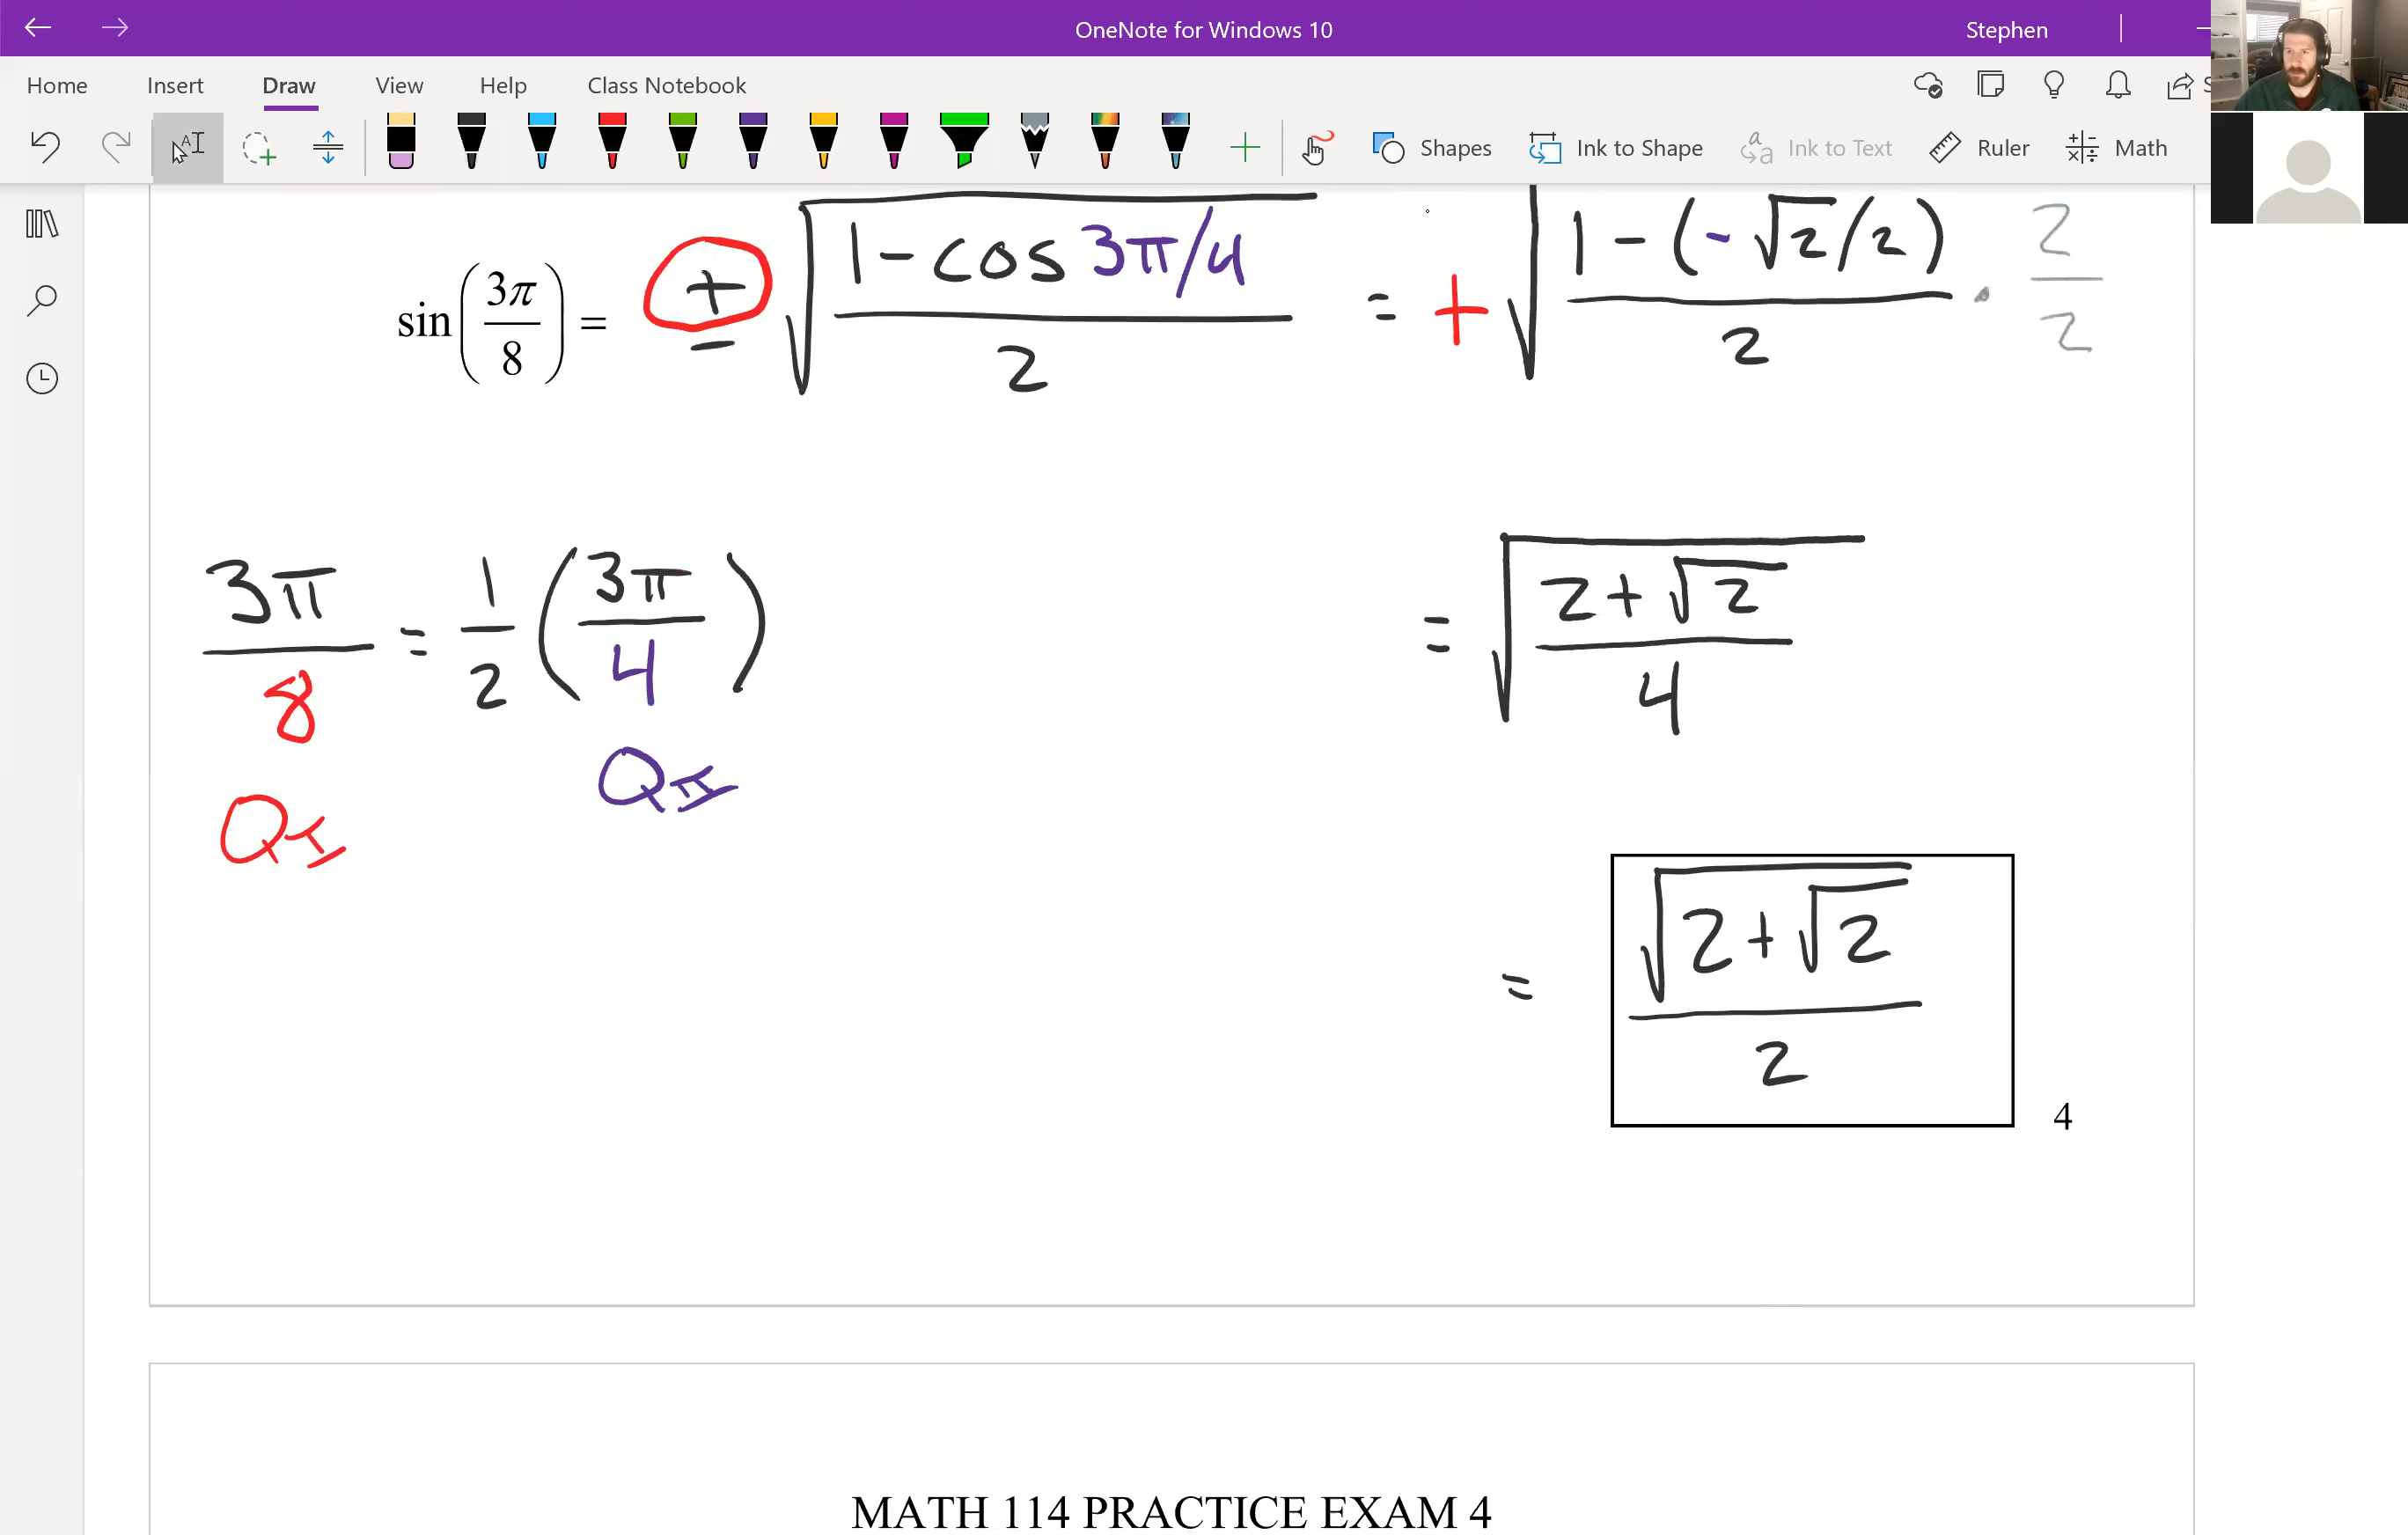 OneNote for Windows 10
Stephen
Home Insert Draw View Help Class Notebook S
Shapes Ink to Shape Ink to Text Ruler Math
sin(3π/8) = ± √((1 - cos 3π/4)/2) = + √((1 - (-√2/2))/2 · 2/2)
3π/8 = 1/2 (3π/4)
= √((2 + √2)/4)
QI QII
= √(2 + √2)/2
4
MATH 114 PRACTICE EXAM 4